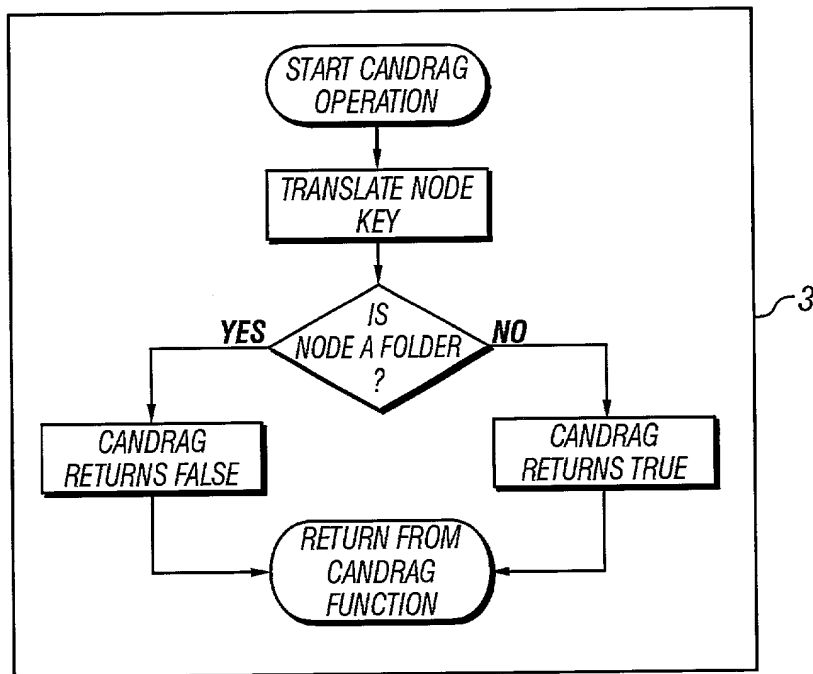 START CANDRAG
OPERATION
TRANSLATE NODE
KEY
IS
NODE A FOLDER
?
YES
NO
CANDRAG
RETURNS FALSE
CANDRAG
RETURNS TRUE
RETURN FROM
CANDRAG
FUNCTION
3